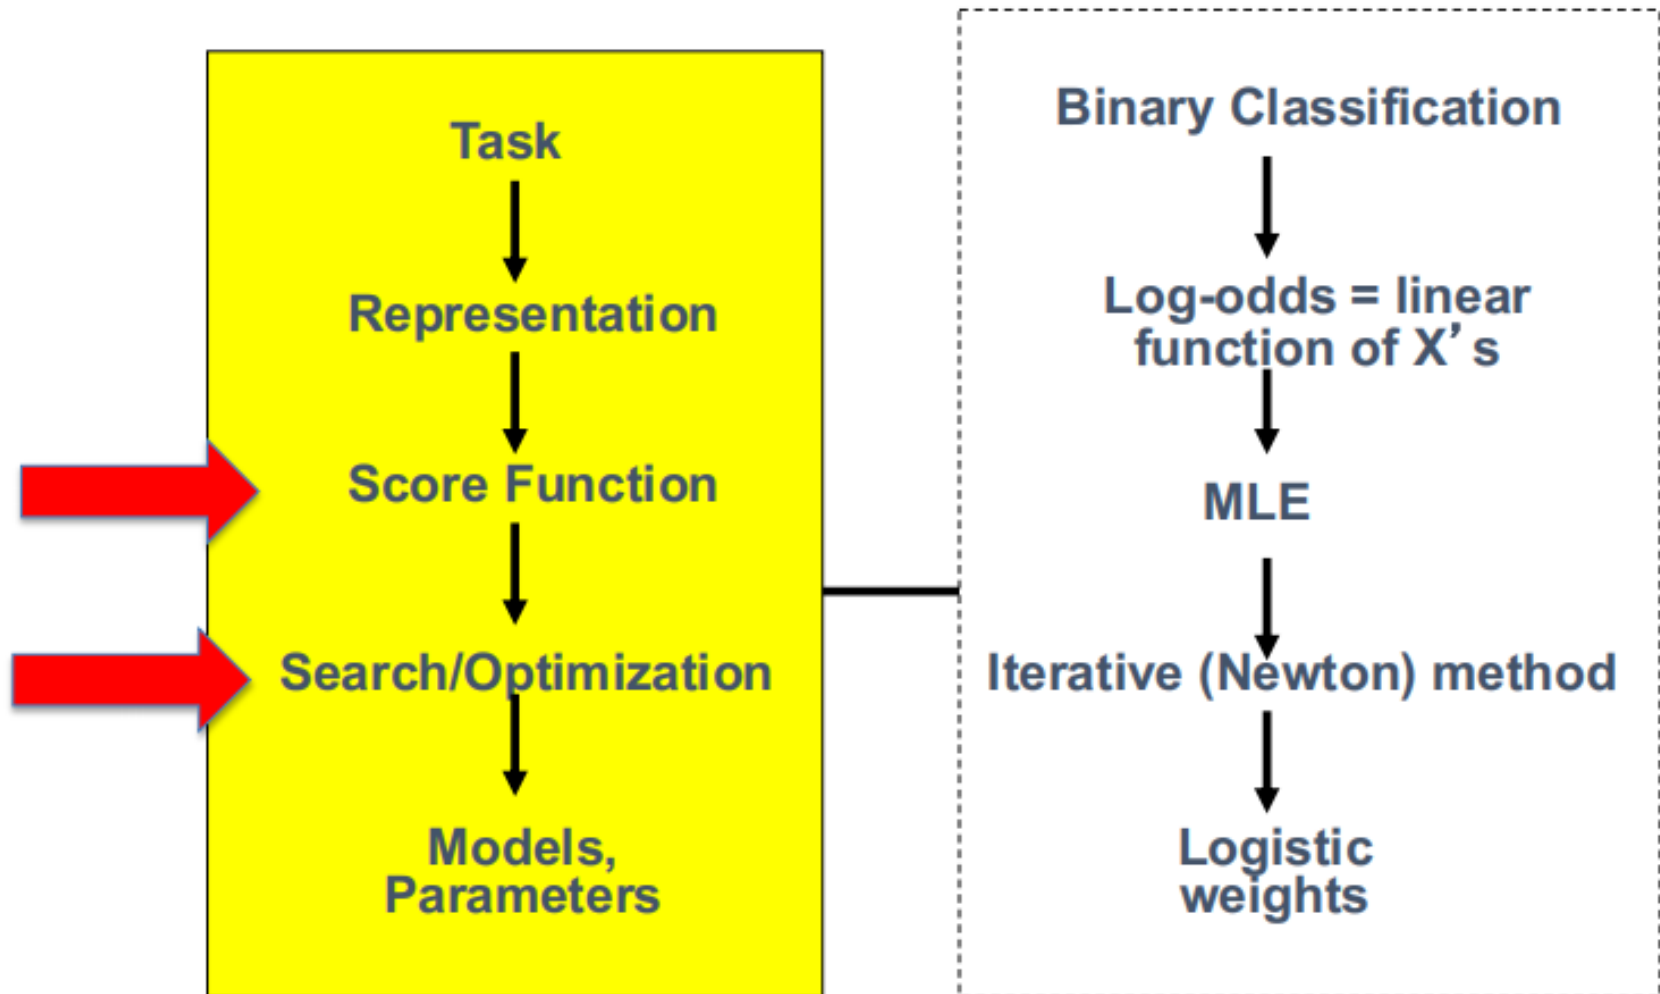 Task
Representation
Score Function
Search/Optimization
Models,
Parameters
Binary Classification
Log-odds = linear
function of X’s
MLE
Iterative (Newton) method
Logistic
weights